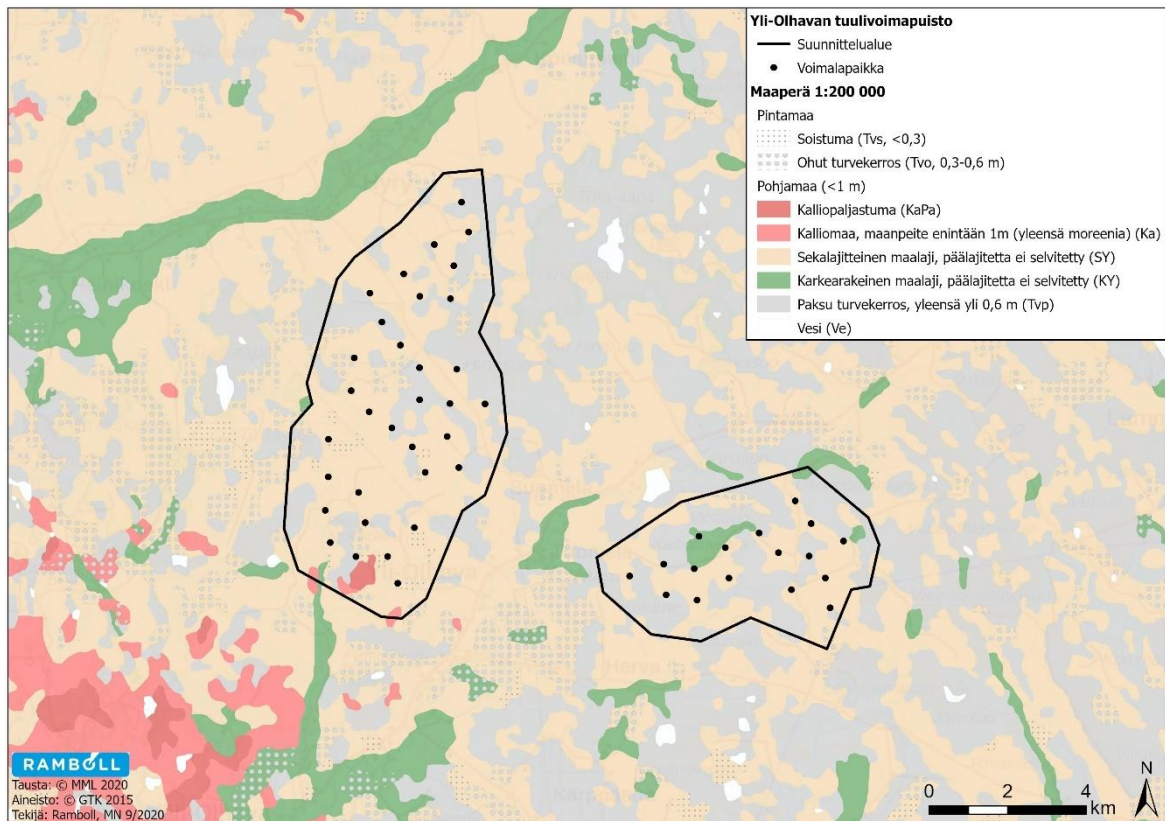 Yli-Olhavan tuulivoimapuisto
Suunnittelualue
Voimalapaikka
Maaperä 1:200 000
Pintamaa
Soistuma (Tvs, <0,3)
Ohut turvekerros (Tvo, 0,3-0,6 m)
Pohjamaa (<1 m)
Kalliopaljastuma (KaPa)
Kalliomaa, maanpeite enintään 1m (yleensä moreenia) (Ka)
Sekalajitteinen maalaji, päälajitetta ei selvitetty (SY)
Karkearakeinen maalaji, päälajitetta ei selvitetty (KY)
Paksu turvekerros, yleensä yli 0,6 m (Tvp)
Vesi (Ve)
Yli-Olhava
Herva
RAMBOLL
Tausta: © MML 2020
Aineisto: © GTK 2015
Tekijä: Ramboll, MN 9/2020
N
0 2 4
km